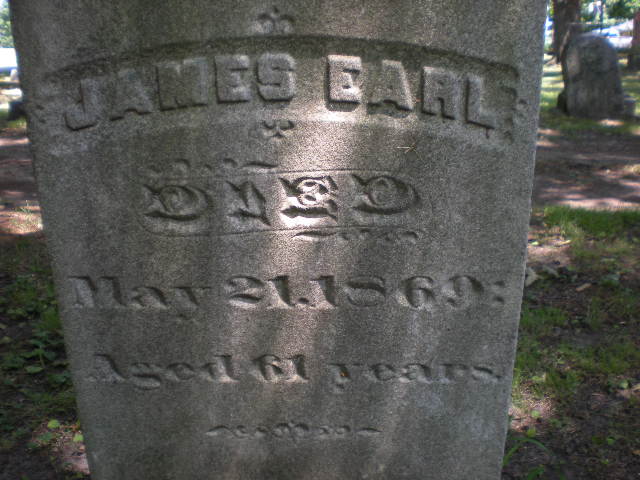 JAMES EARL.
DIED
May 21. 1869:
Aged 61 years.